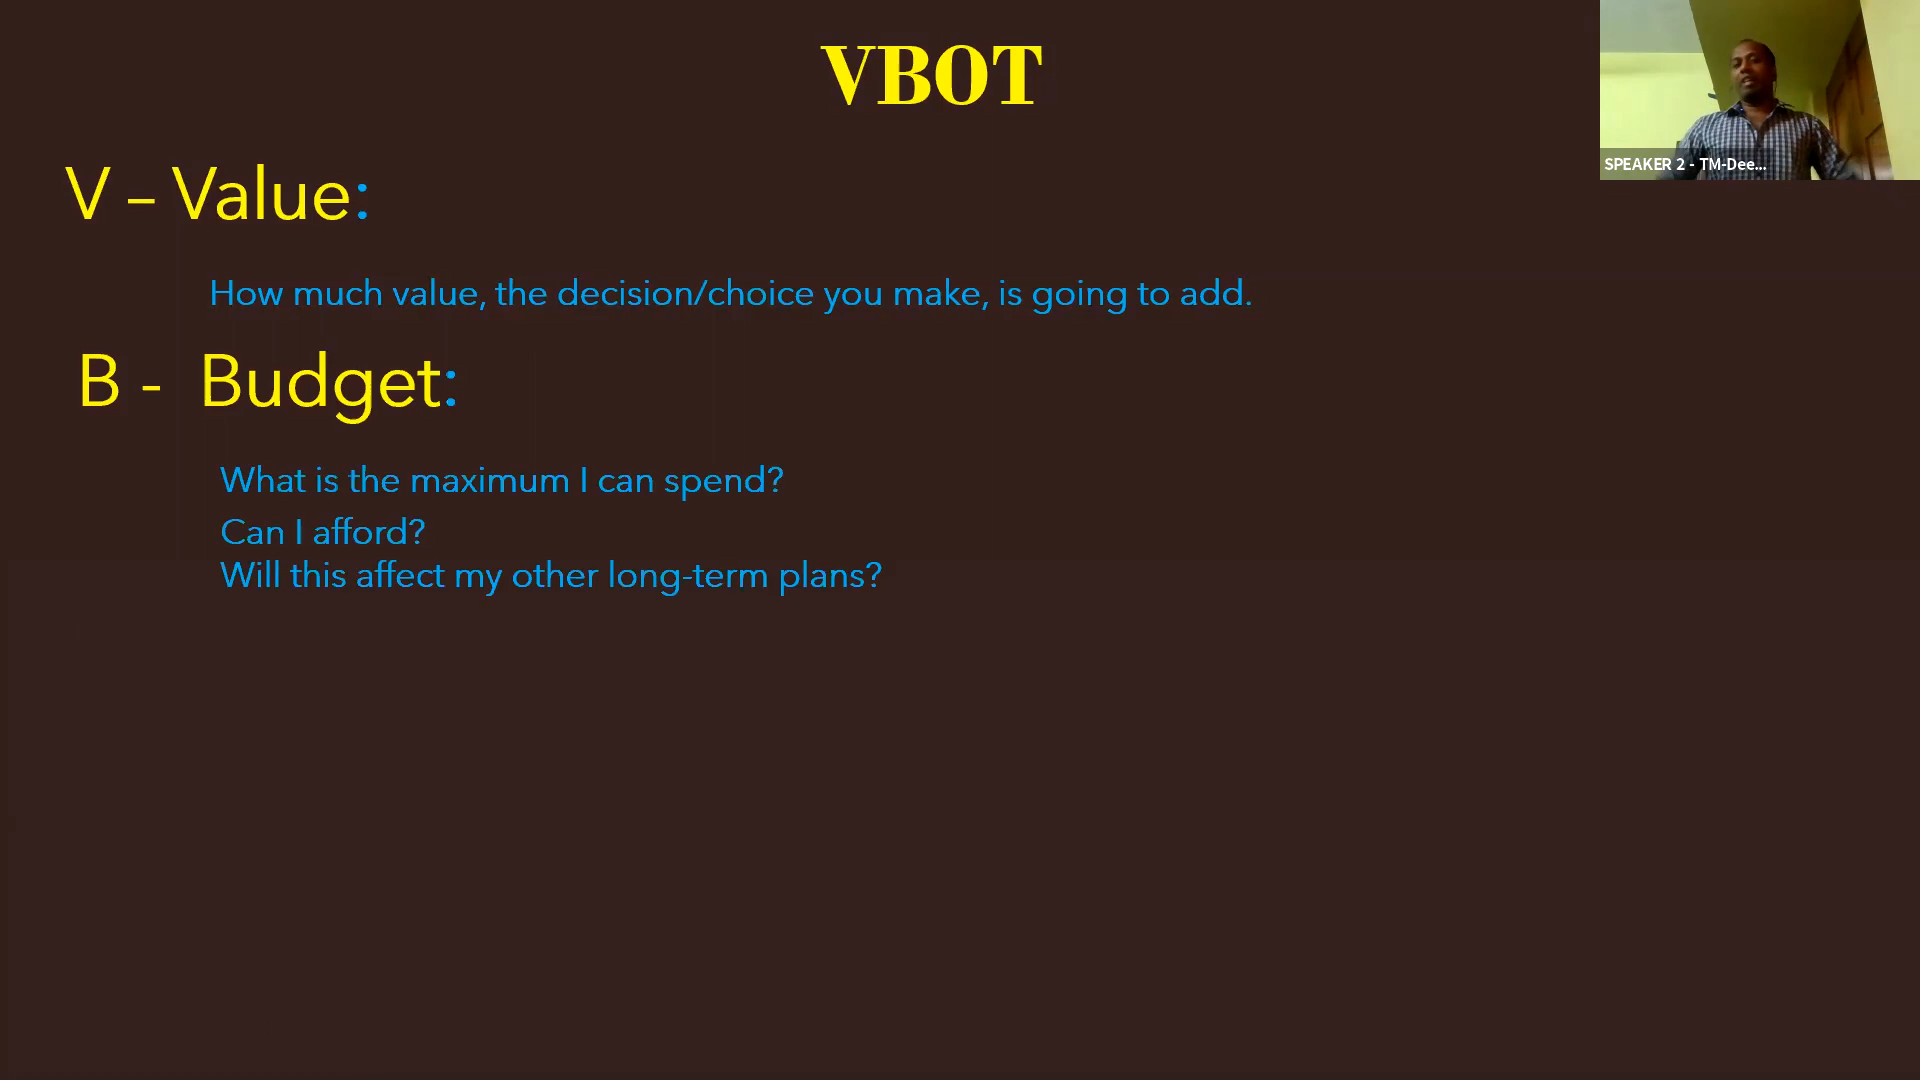 VBOT
V – Value:
How much value, the decision/choice you make, is going to add.
B - Budget:
What is the maximum I can spend?
Can I afford?
Will this affect my other long-term plans?
SPEAKER 2 - TM-Dee...